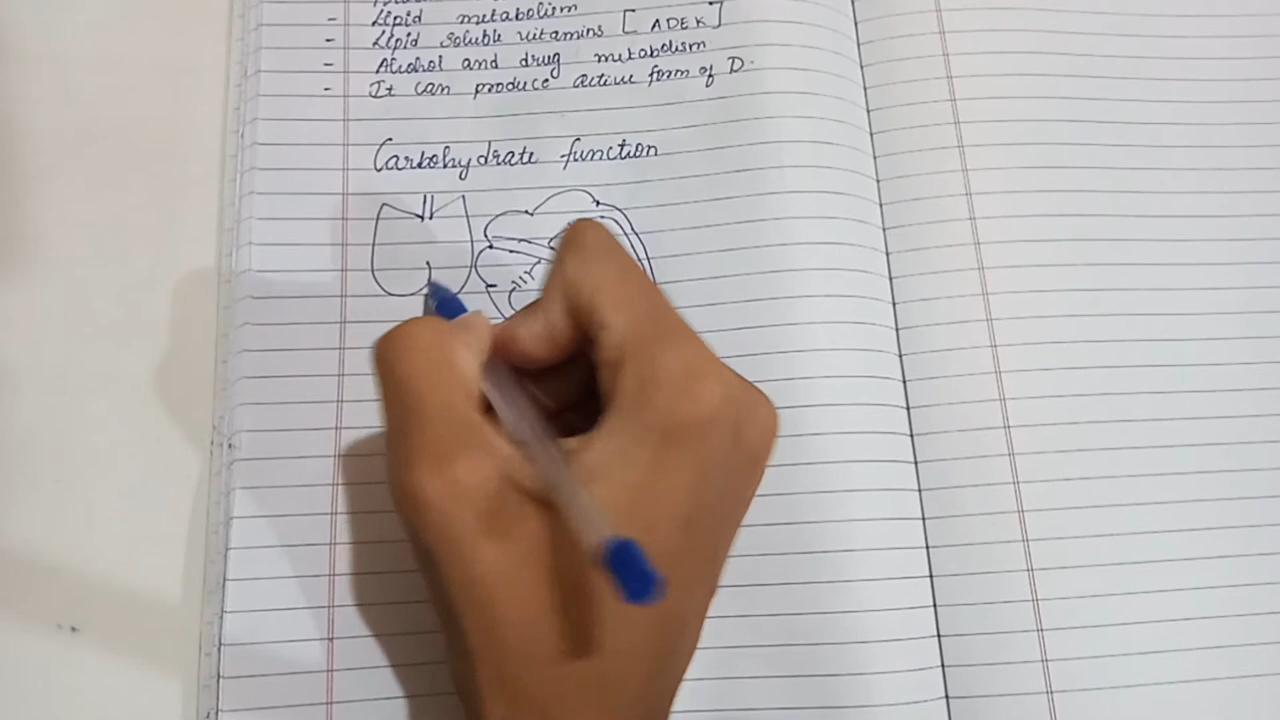 - Lipid metabolism
- Lipid soluble vitamins [ADEK]
- Alcohol and drug metabolism
- It can produce active form of D.
Carbohydrate function